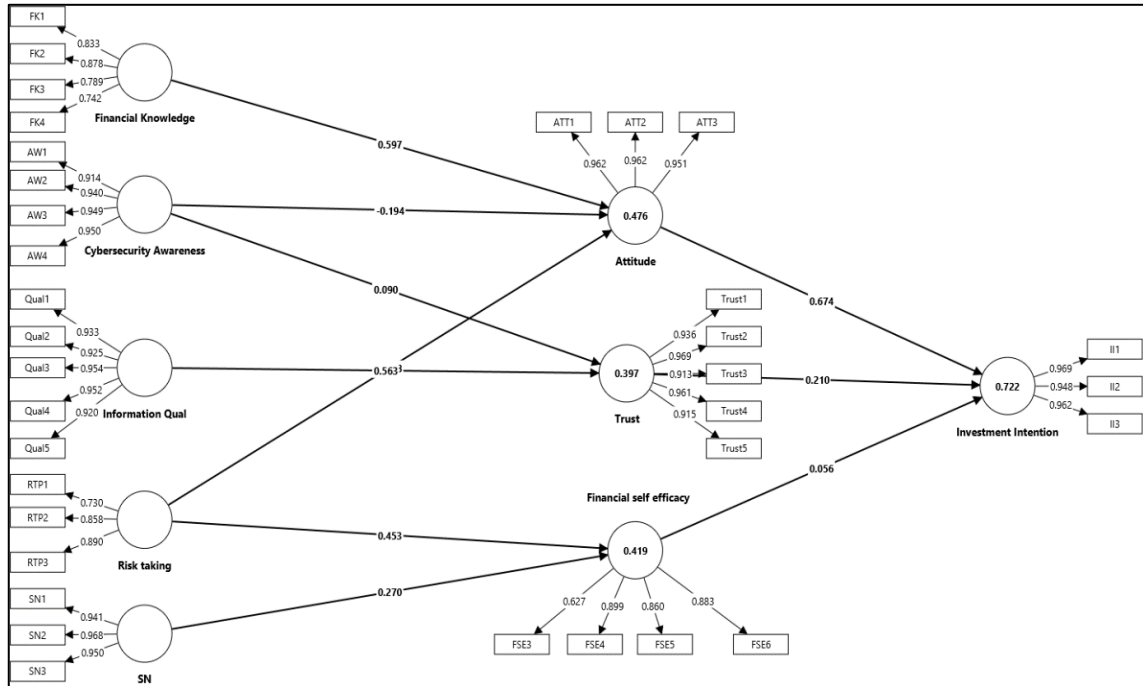 FK1
0.833
FK2
0.878
0.789
FK3
0.742
FK4
Financial Knowledge
AW1
0.914
AW2
0.940
0.949
AW3
0.950
AW4
Cybersecurity Awareness
Qual1
0.933
Qual2
0.925
0.954
Qual3
0.952
Qual4
0.920
Qual5
Information Qual
RTP1
0.730
RTP2
0.858
0.890
RTP3
Risk taking
SN1
0.941
SN2
0.968
0.950
SN3
SN
0.597
-0.194
0.090
0.563
0.453
0.270
ATT1
ATT2
ATT3
0.962
0.962
0.951
0.476
Attitude
Trust1
0.936
Trust2
0.969
0.913
Trust3
0.961
Trust4
0.915
Trust5
0.397
Trust
Financial self efficacy
0.419
0.627
0.899
0.860
0.883
FSE3
FSE4
FSE5
FSE6
0.674
0.210
0.056
0.722
Investment Intention
II1
0.969
0.948
II2
0.962
II3